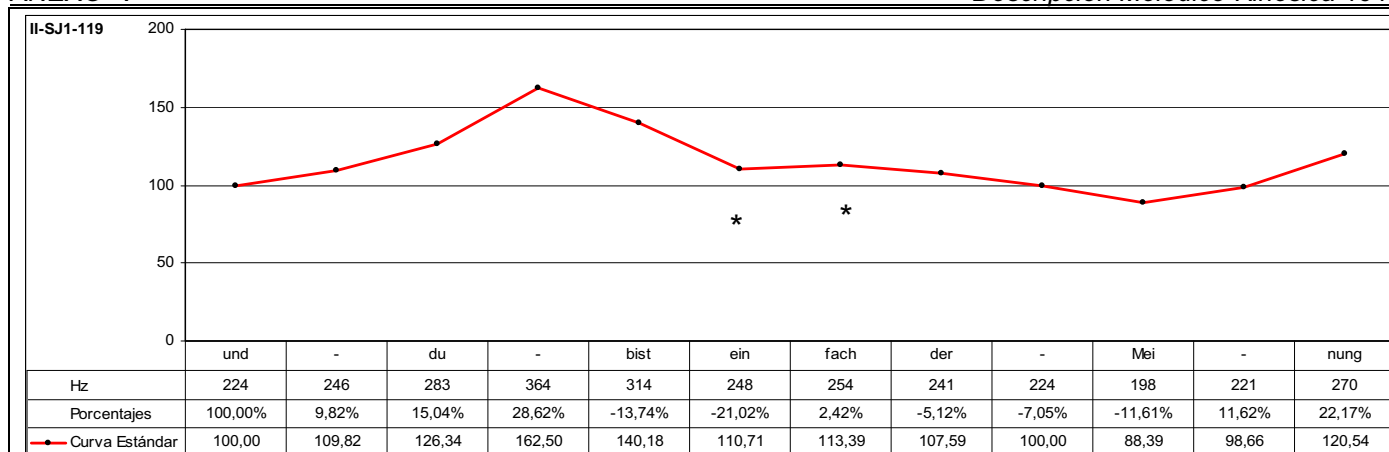 II-SJ1-119
200
150
100
50
0
*
*
und - du - bist ein fach der - Mei - nung
Hz 224 246 283 364 314 248 254 241 224 198 221 270
Porcentajes 100,00% 9,82% 15,04% 28,62% -13,74% -21,02% 2,42% -5,12% -7,05% -11,61% 11,62% 22,17%
Curva Estándar 100,00 109,82 126,34 162,50 140,18 110,71 113,39 107,59 100,00 88,39 98,66 120,54